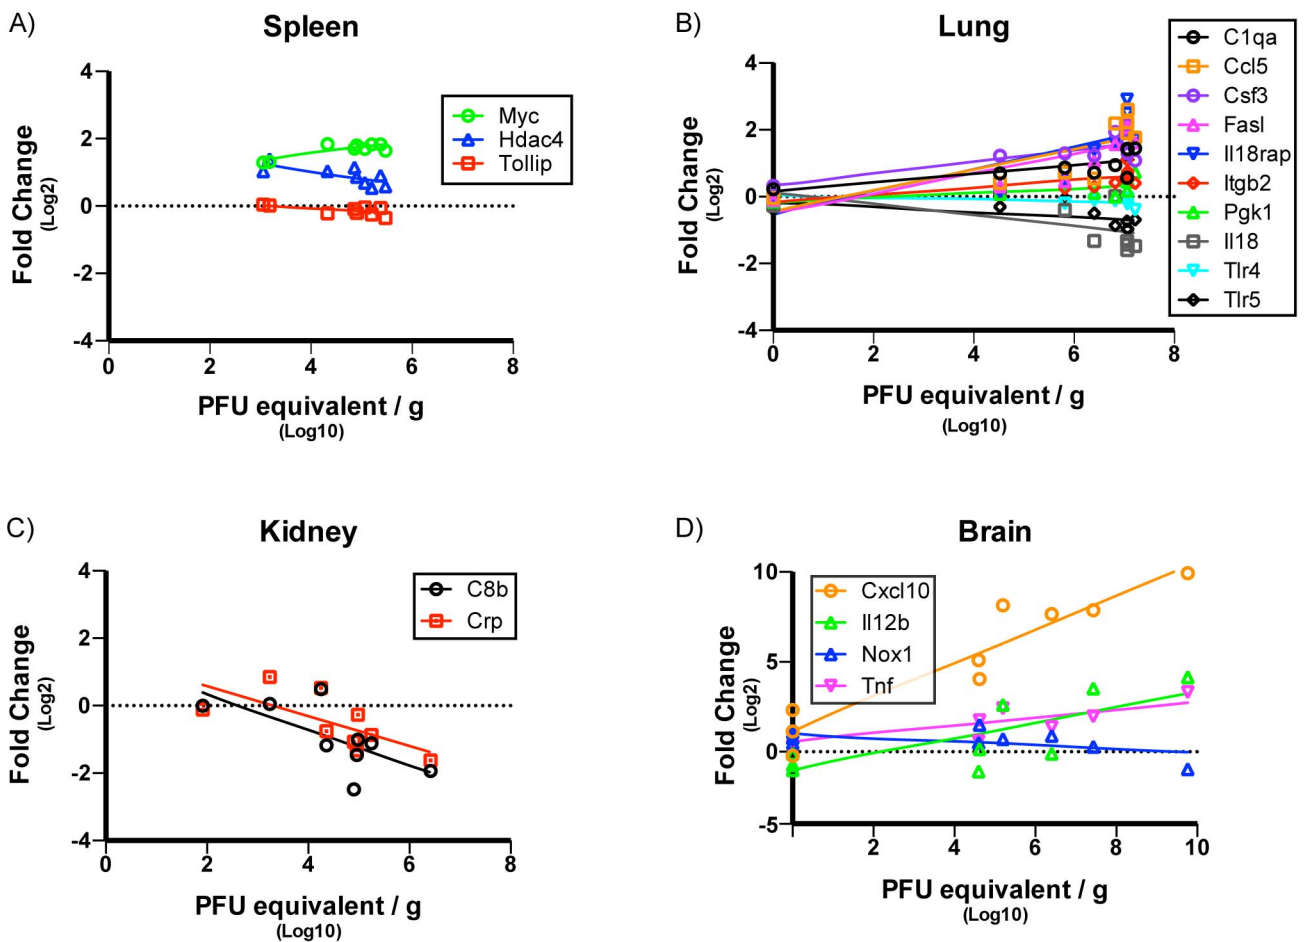 A)
Spleen
4
2
0
-2
-4
0
2
4
6
8
Fold Change
(Log2)
PFU equivalent / g
(Log10)
Myc
Hdac4
Tollip
B)
Lung
4
2
0
-2
-4
0
2
4
6
8
Fold Change
(Log2)
PFU equivalent / g
(Log10)
C1qa
Ccl5
Csf3
Fasl
Il18rap
Itgb2
Pgk1
Il18
Tlr4
Tlr5
C)
Kidney
4
2
0
-2
-4
0
2
4
6
8
Fold Change
(Log2)
PFU equivalent / g
(Log10)
C8b
Crp
D)
Brain
10
5
0
-5
2
4
6
8
10
Fold Change
(Log2)
PFU equivalent / g
(Log10)
Cxcl10
Il12b
Nox1
Tnf